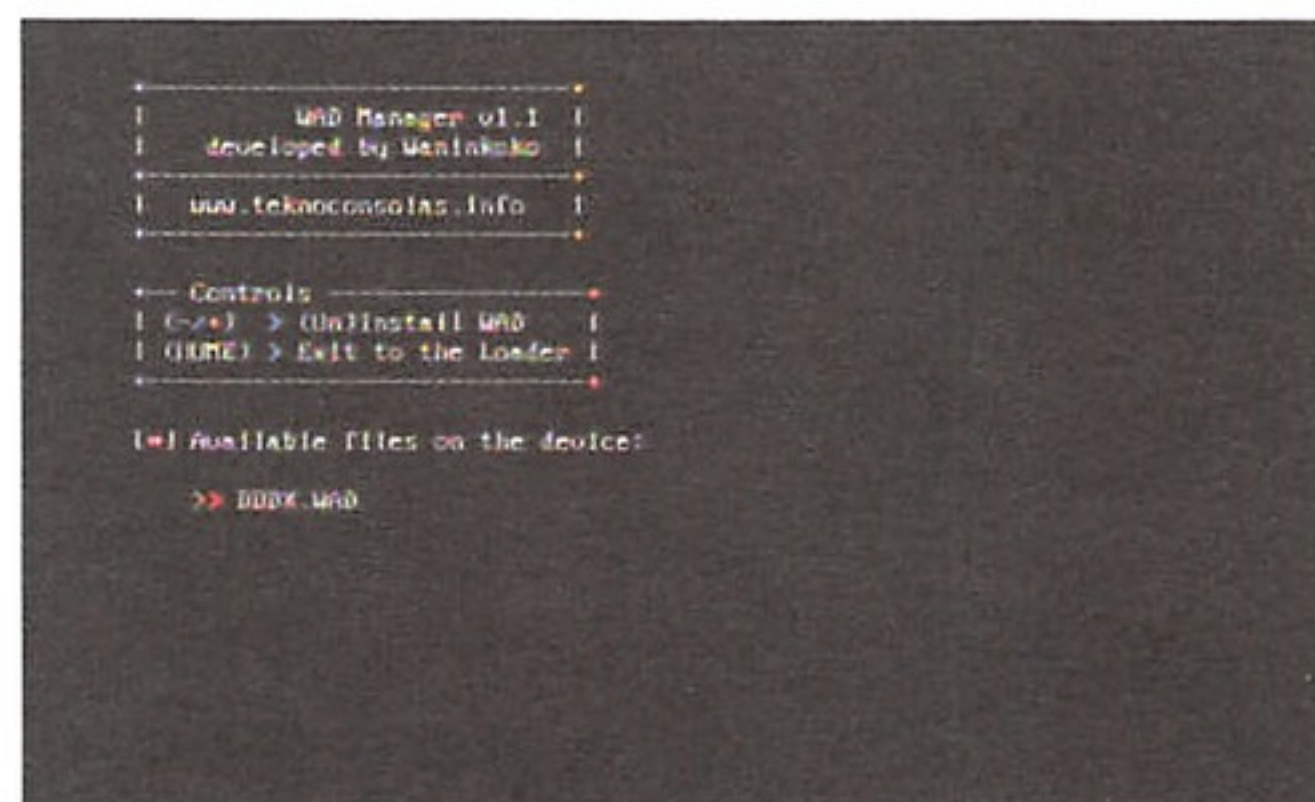 WAD Manager v1.1
developed by Waninkoko
www.teknoconsolas.info
Controls
(-/+) > (Un)Install WAD
(HOME) > Exit to the Loader
[*] Available files on the device:
>> DDDX.WAD